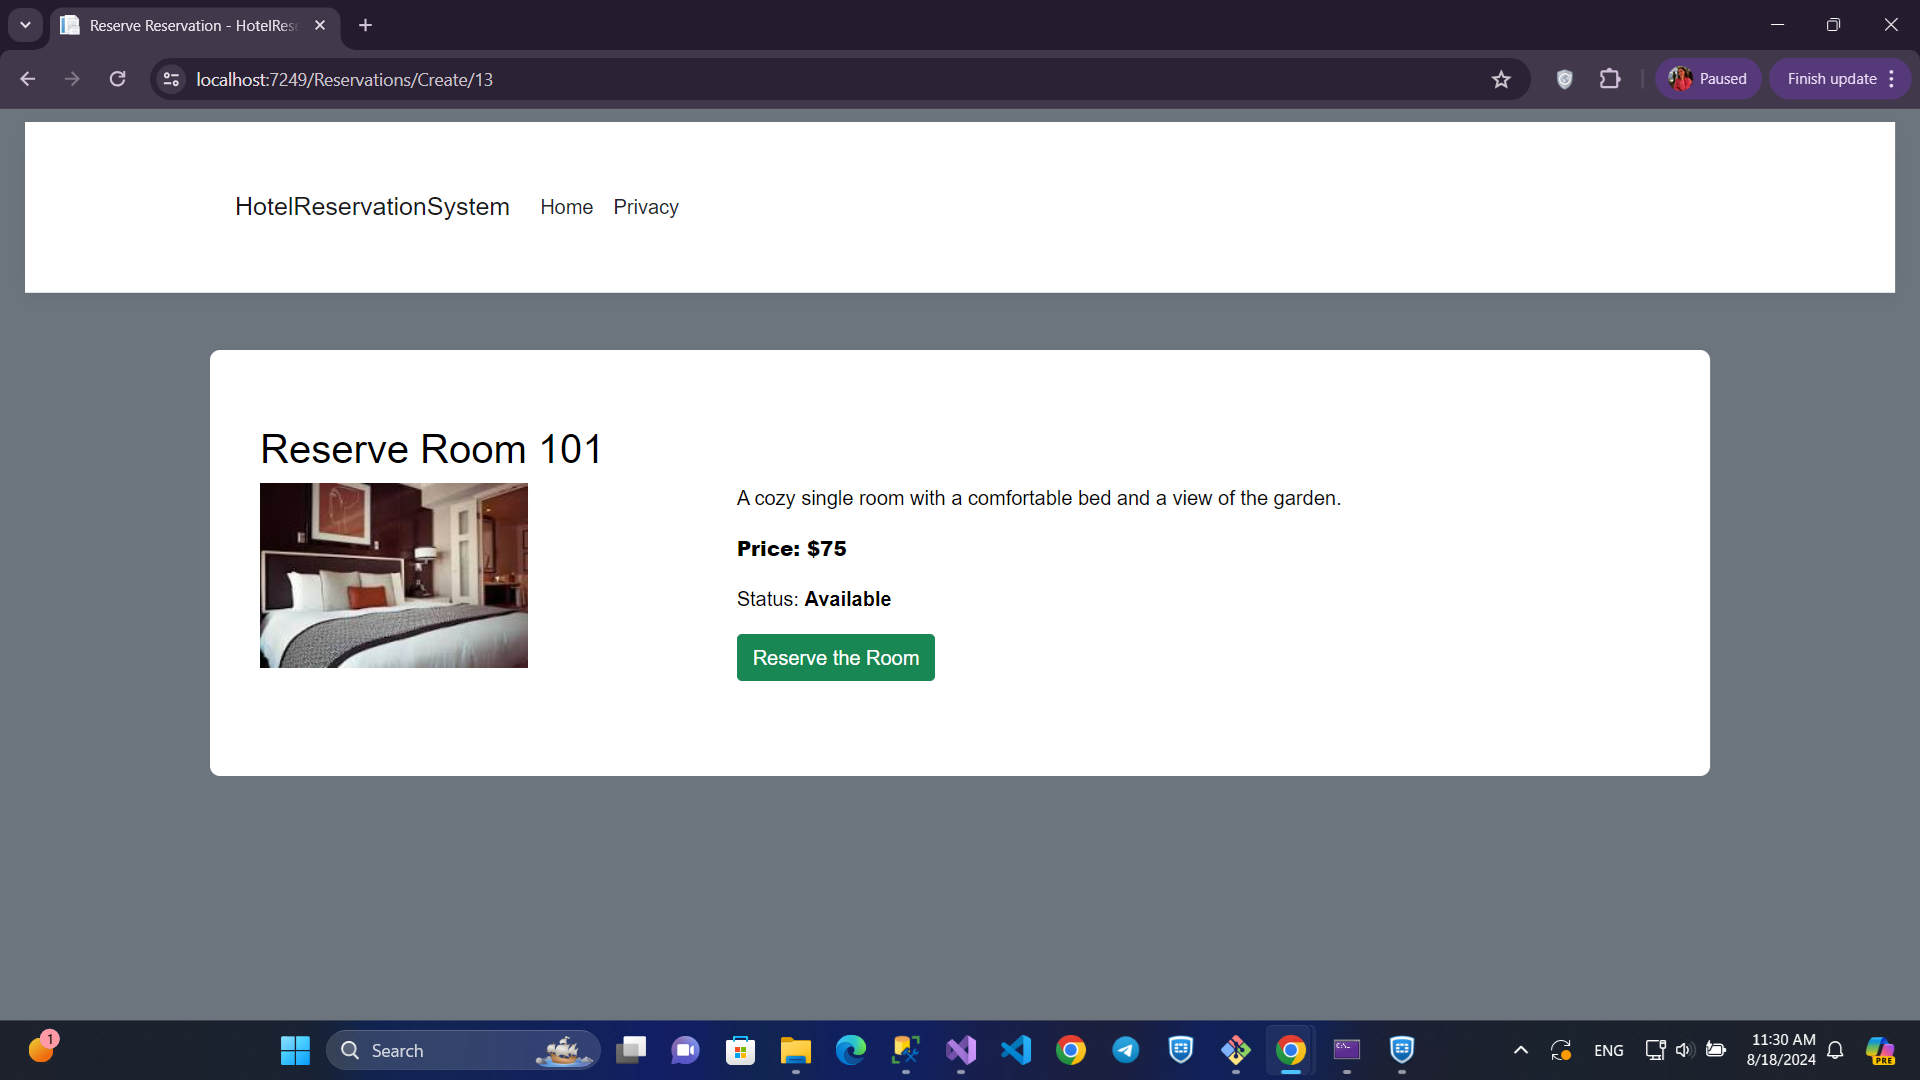 Reserve Reservation - HotelRese
localhost:7249/Reservations/Create/13
Paused
Finish update
HotelReservationSystem Home Privacy
Reserve Room 101
A cozy single room with a comfortable bed and a view of the garden.
Price: $75
Status: Available
Reserve the Room
1
Search
ENG
11:30 AM
8/18/2024
PRE